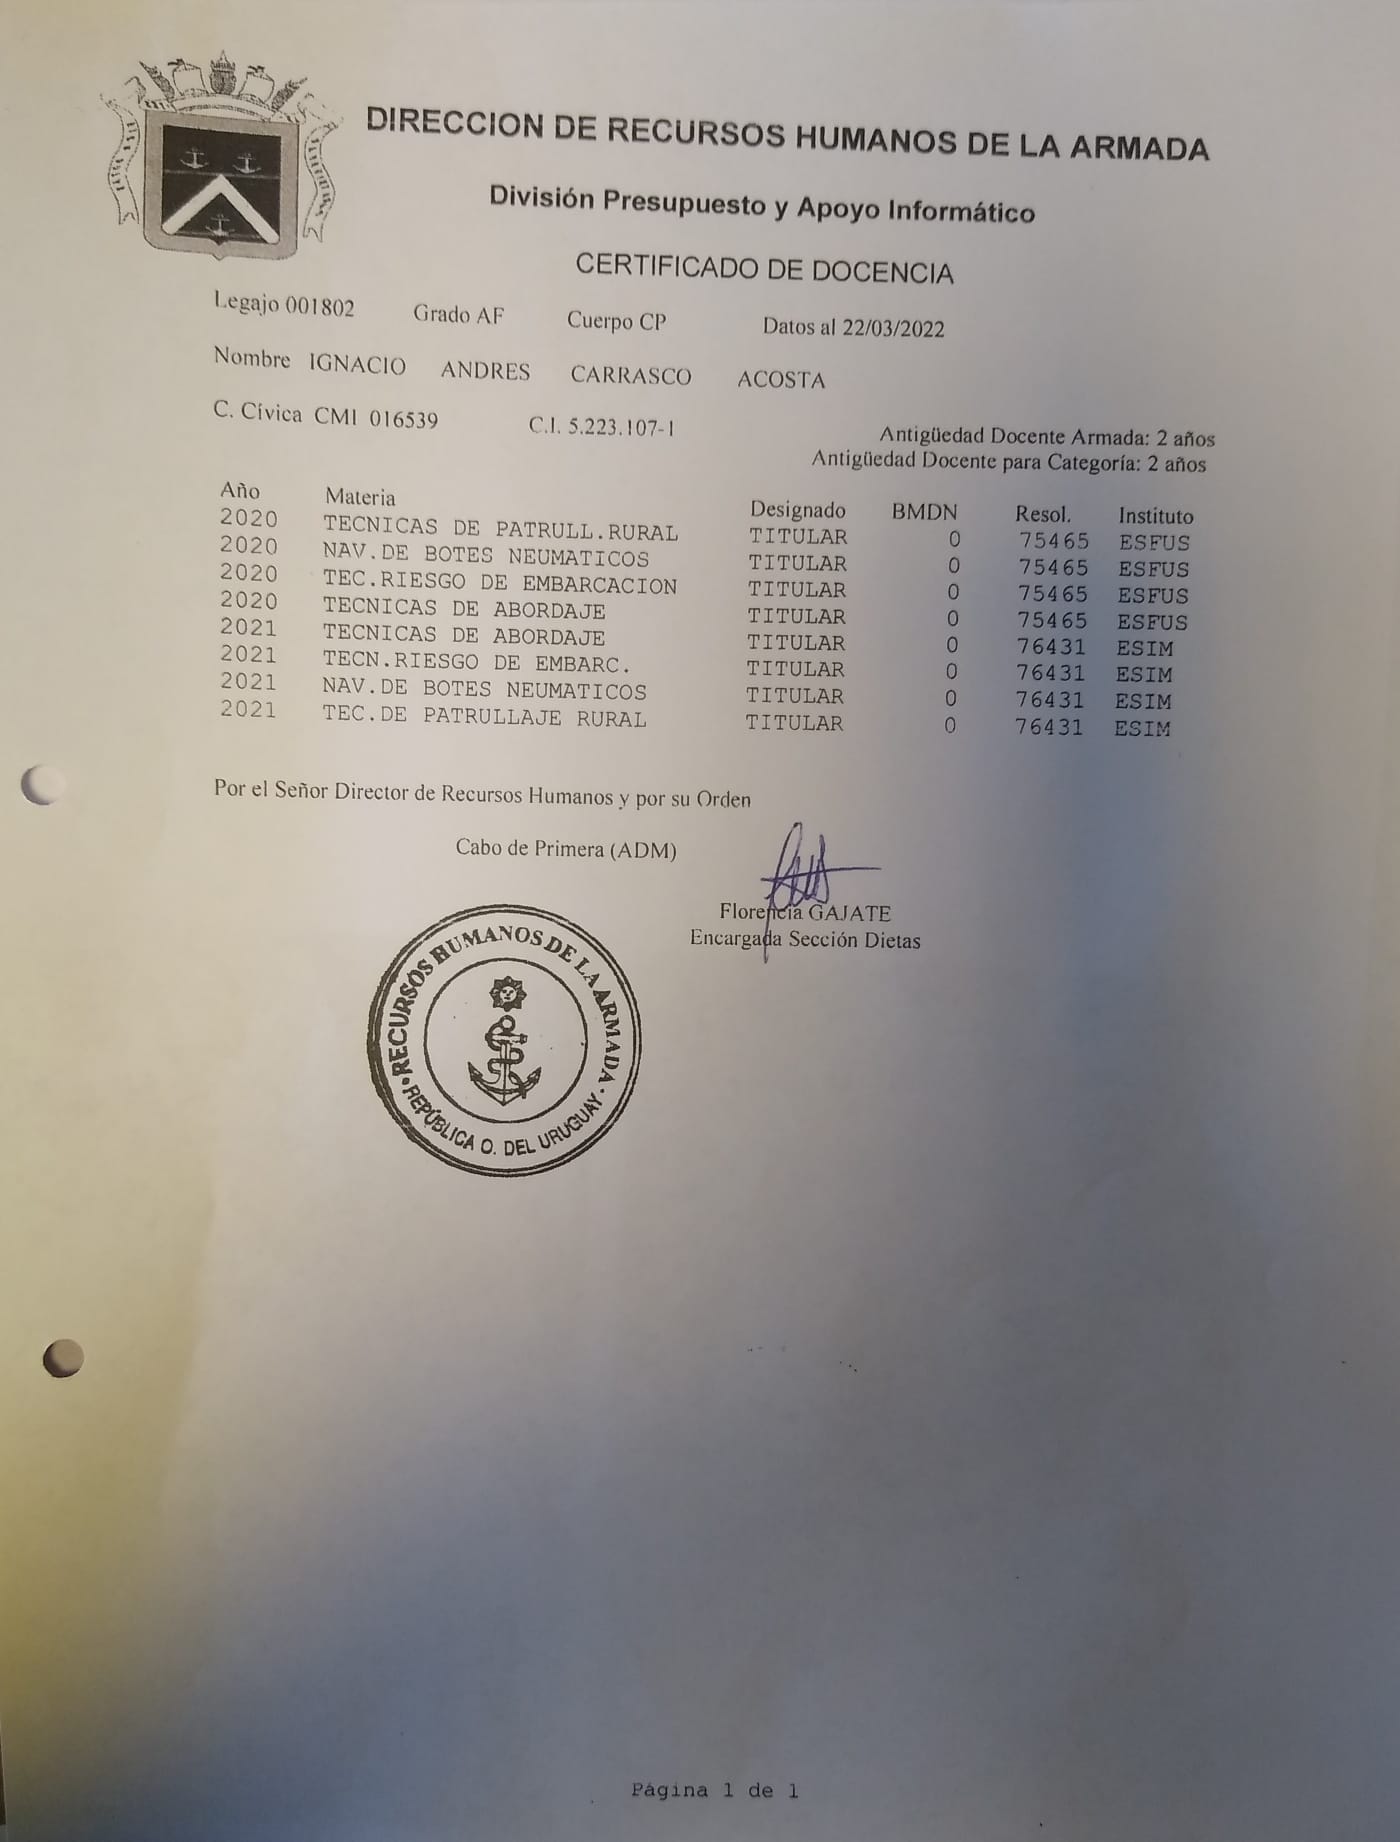 DIRECCION DE RECURSOS HUMANOS DE LA ARMADA
División Presupuesto y Apoyo Informático
CERTIFICADO DE DOCENCIA
Legajo 001802 Grado AF Cuerpo CP Datos al 22/03/2022
Nombre IGNACIO ANDRES CARRASCO ACOSTA
C. Cívica CMI 016539 C.I. 5.223.107-1
Antigüedad Docente Armada: 2 años
Antigüedad Docente para Categoría: 2 años
Año Materia Designado BMDN Resol. Instituto
2020 TECNICAS DE PATRULL.RURAL TITULAR 0 75465 ESFUS
2020 NAV.DE BOTES NEUMATICOS TITULAR 0 75465 ESFUS
2020 TEC.RIESGO DE EMBARCACION TITULAR 0 75465 ESFUS
2020 TECNICAS DE ABORDAJE TITULAR 0 75465 ESFUS
2021 TECNICAS DE ABORDAJE TITULAR 0 76431 ESIM
2021 TECN.RIESGO DE EMBARC. TITULAR 0 76431 ESIM
2021 NAV.DE BOTES NEUMATICOS TITULAR 0 76431 ESIM
2021 TEC.DE PATRULLAJE RURAL TITULAR 0 76431 ESIM
Por el Señor Director de Recursos Humanos y por su Orden
Cabo de Primera (ADM)
Florencia GAJATE
Encargada Sección Dietas
RECURSOS HUMANOS DE LA ARMADA
REPÚBLICA O. DEL URUGUAY
Página 1 de 1